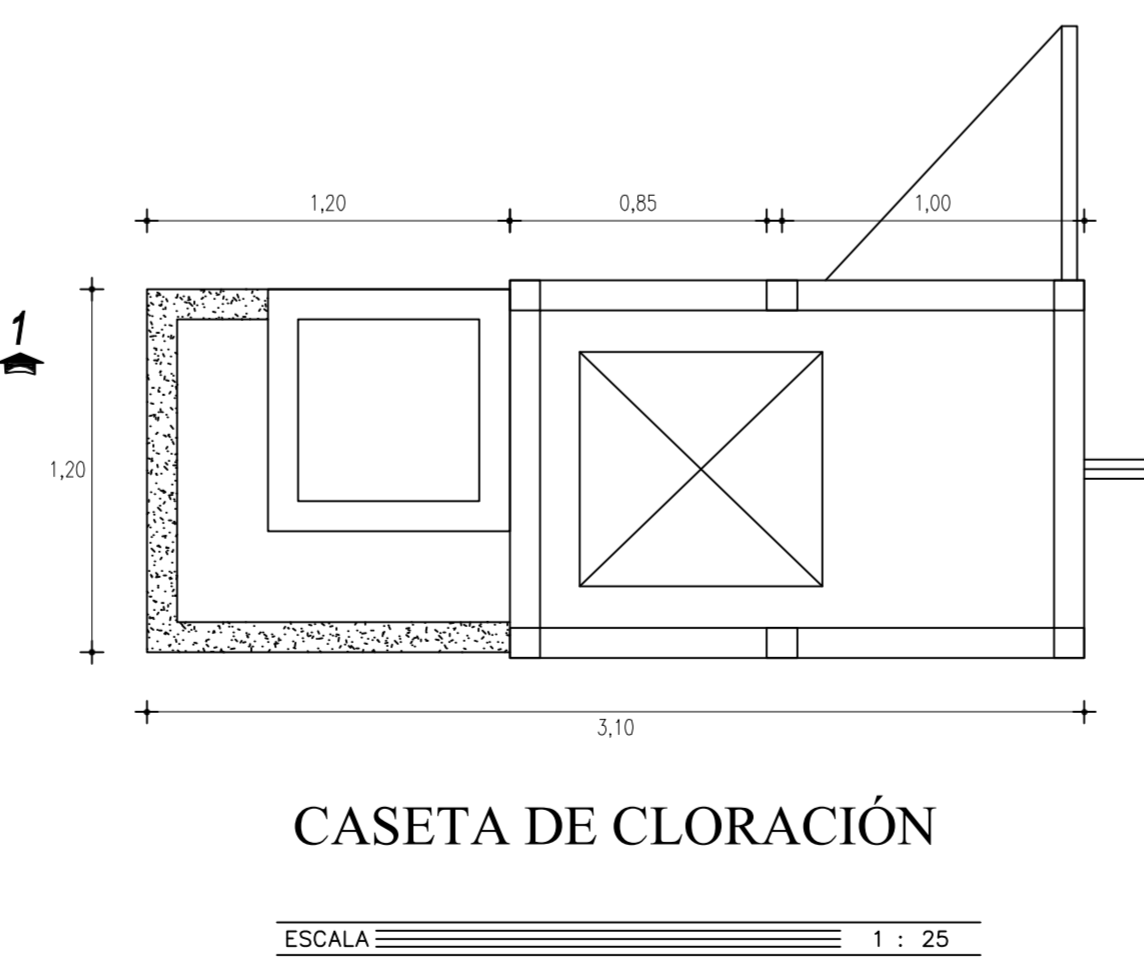 1,20 0,85 1,00
1
1,20
3,10
CASETA DE CLORACIÓN
ESCALA 1 : 25